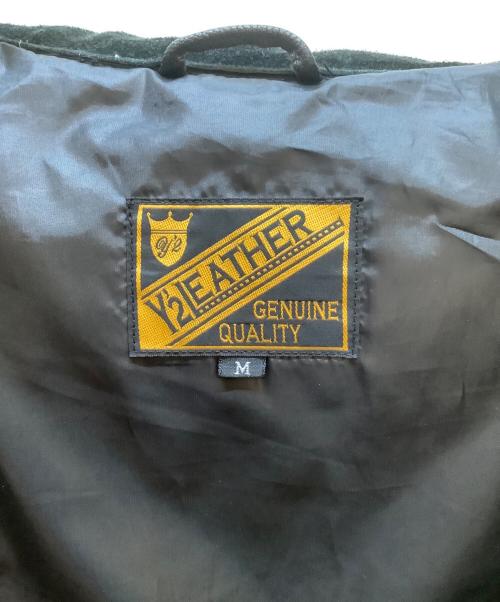 y'2
Y'2 LEATHER
GENUINE
QUALITY
M